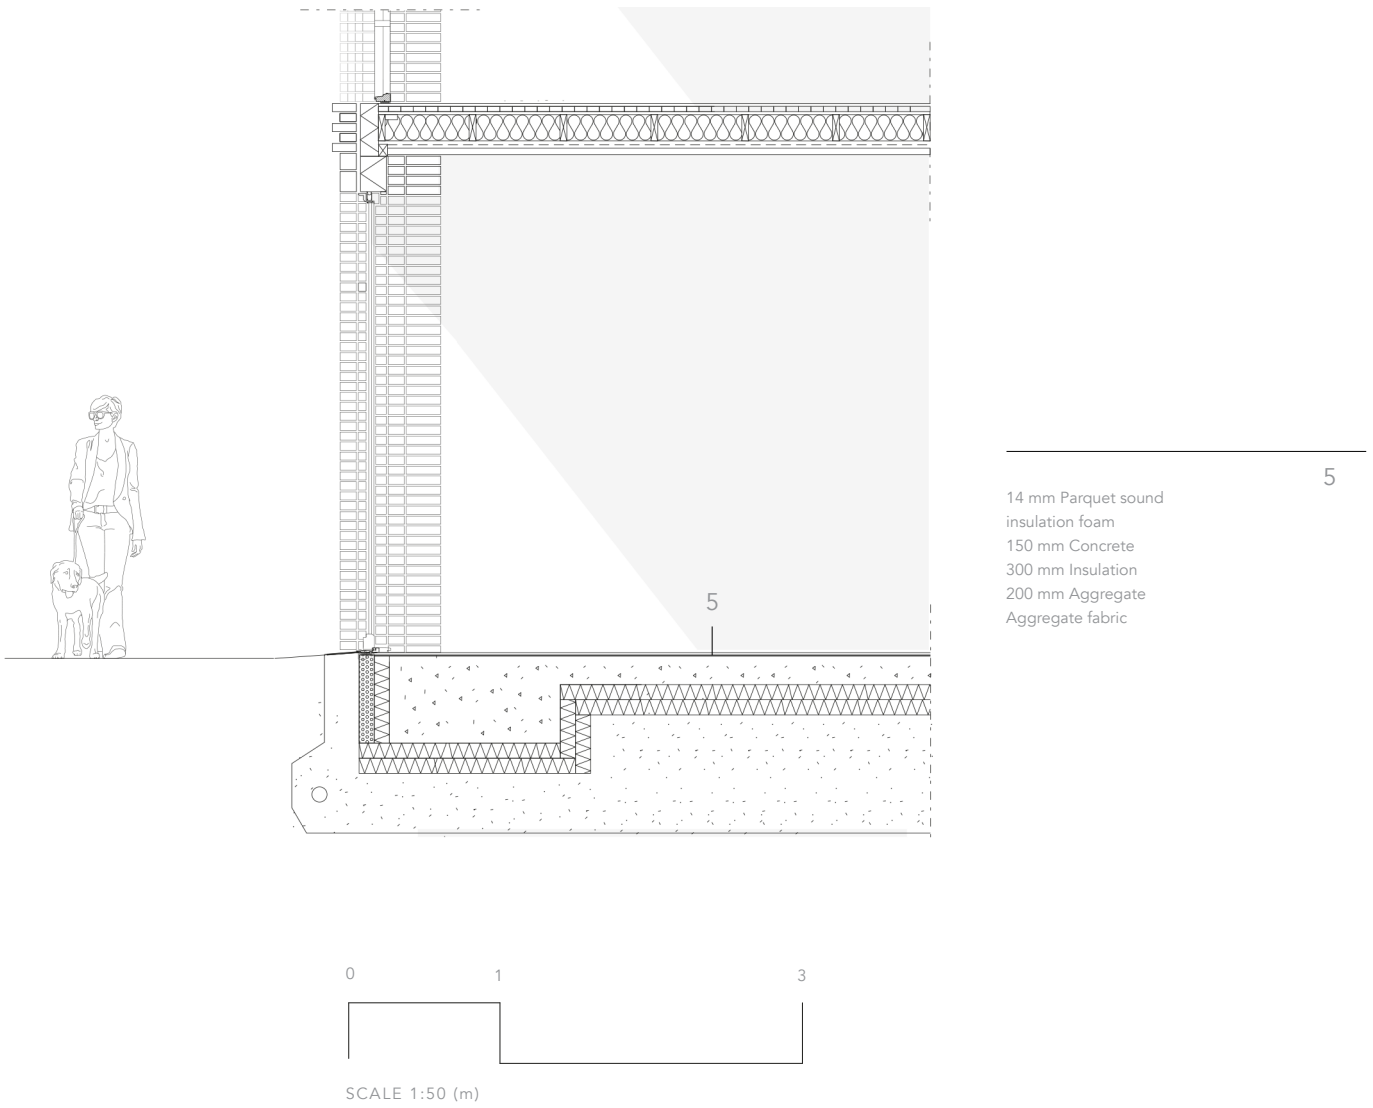 5
14 mm Parquet sound
insulation foam
150 mm Concrete
300 mm Insulation
200 mm Aggregate
Aggregate fabric
5
0 1 3
SCALE 1:50 (m)